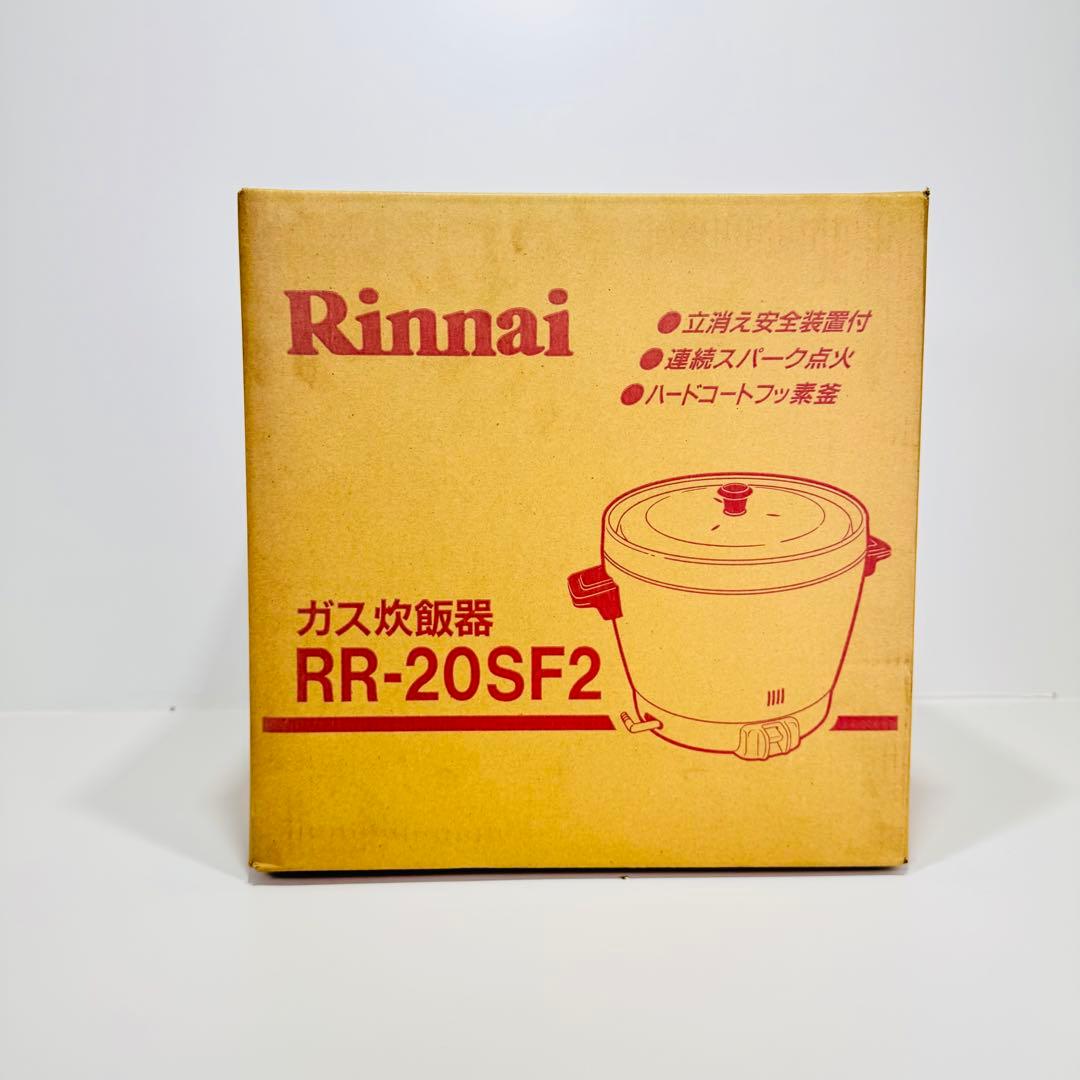 Rinnai
●立消え安全装置付
●連続スパーク点火
●ハードコートフッ素釜
ガス炊飯器
RR-20SF2